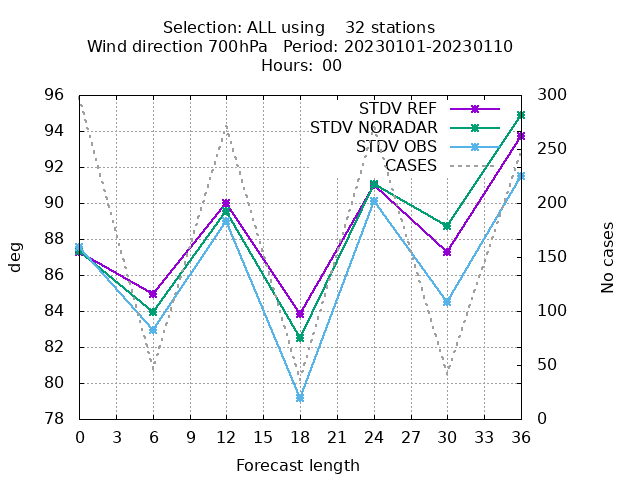 Selection: ALL using    32 stations
Wind direction 700hPa   Period: 20230101-20230110
Hours: 00
STDV REF
STDV NORADAR
STDV OBS
CASES
96
94
92
90
88
86
84
82
80
78
deg
300
250
200
150
100
50
0
No cases
0 3 6 9 12 15 18 21 24 27 30 33 36
Forecast length